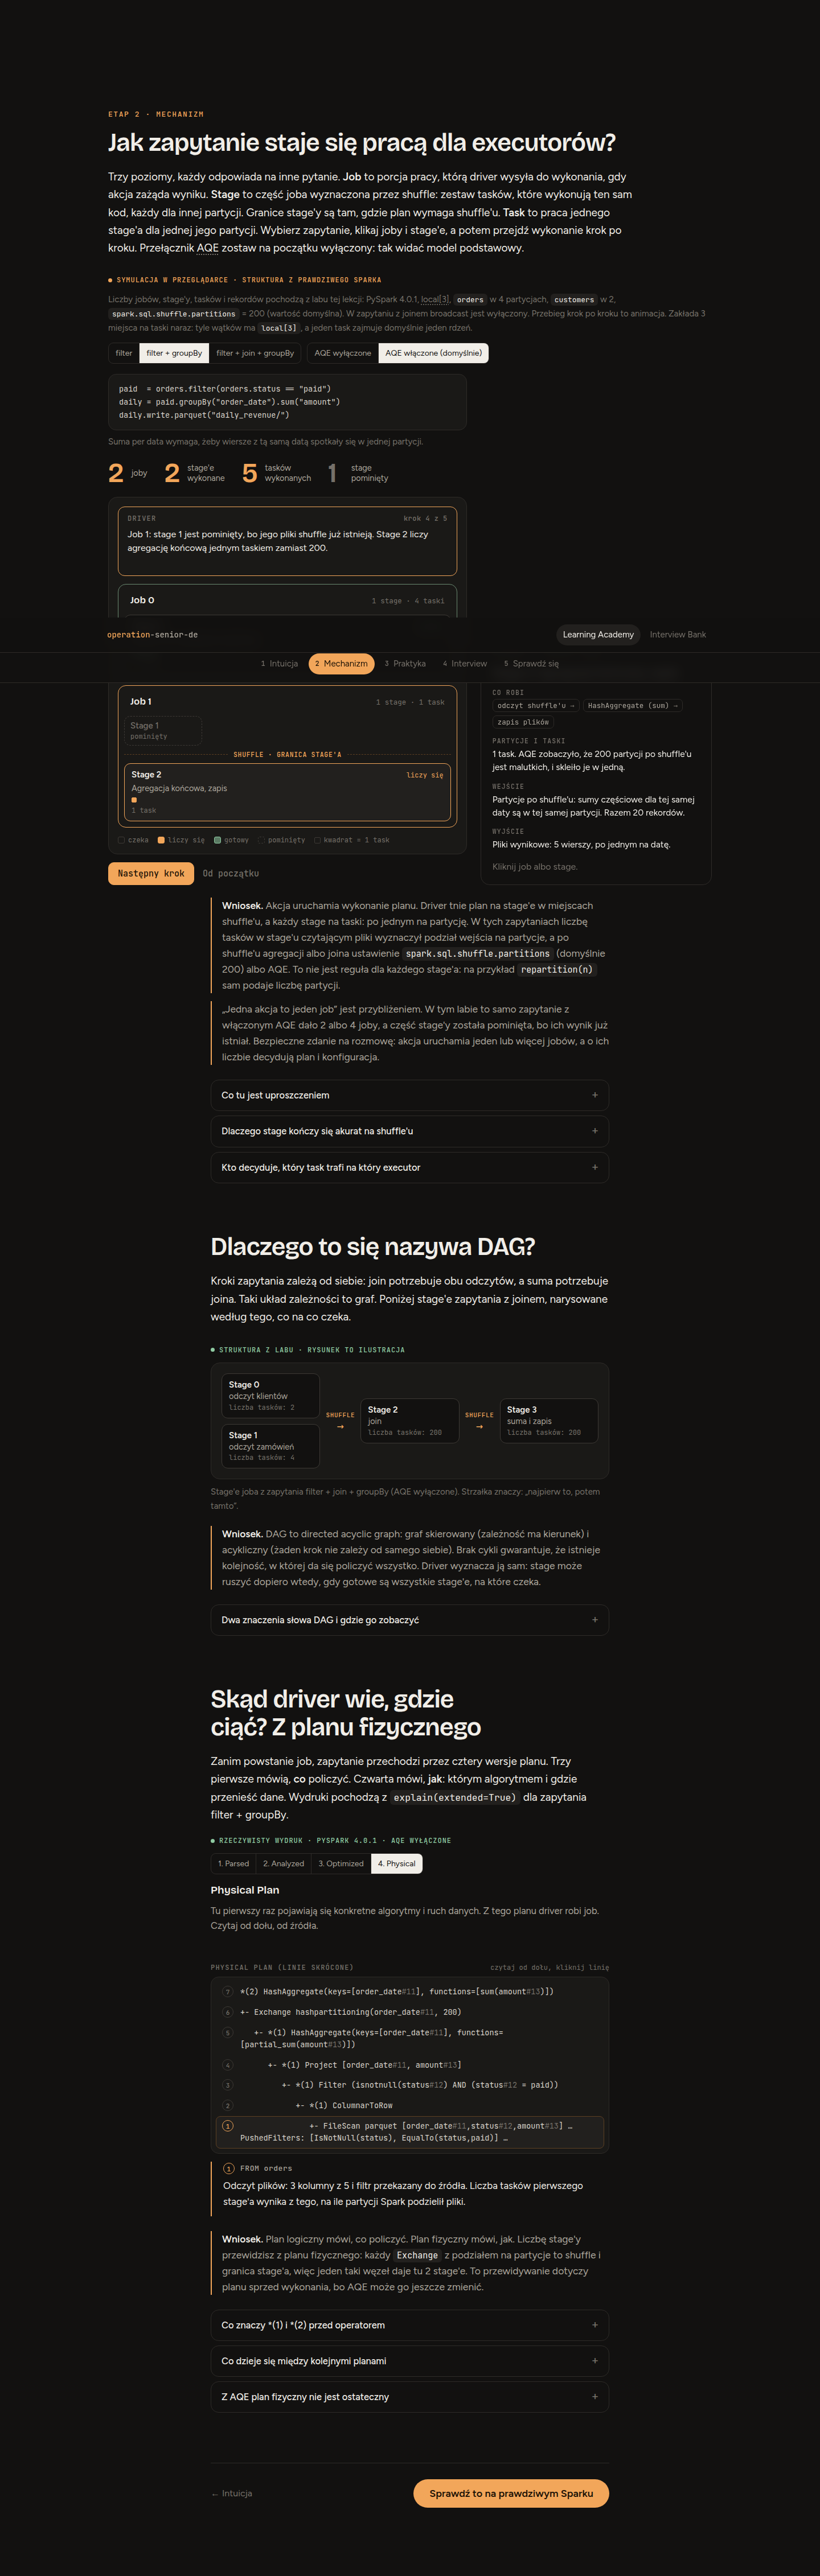 ETAP 2 · MECHANIZM
Jak zapytanie staje się pracą dla executorów?
Trzy poziomy, każdy odpowiada na inne pytanie. Job to porcja pracy, którą driver wysyła do wykonania, gdy
akcja zażąda wyniku. Stage to część joba wyznaczona przez shuffle: zestaw tasków, które wykonują ten sam
kod, każdy dla innej partycji. Granice stage'y są tam, gdzie plan wymaga shuffle'u. Task to praca jednego
stage'a dla jednej jego partycji. Wybierz zapytanie, klikaj joby i stage'e, a potem przejdź wykonanie krok po
kroku. Przełącznik AQE zostaw na początku wyłączony: tak widać model podstawowy.
SYMULACJA W PRZEGLĄDARCE · STRUKTURA Z PRAWDZIWEGO SPARKA
Liczby jobów, stage'y, tasków i rekordów pochodzą z labu tej lekcji: PySpark 4.0.1, local[3], orders w 4 partycjach, customers w 2,
spark.sql.shuffle.partitions = 200 (wartość domyślna). W zapytaniu z joinem broadcast jest wyłączony. Przebieg krok po kroku to animacja. Zakłada 3
miejsca na taski naraz: tyle wątków ma local[3], a jeden task zajmuje domyślnie jeden rdzeń.
filter filter + groupBy filter + join + groupBy AQE wyłączone AQE włączone (domyślnie)
paid = orders.filter(orders.status == "paid")
daily = paid.groupBy("order_date").sum("amount")
daily.write.parquet("daily_revenue/")
Suma per data wymaga, żeby wiersze z tą samą datą spotkały się w jednej partycji.
2 joby 2 stage'e wykonane 5 tasków wykonanych 1 stage pominięty
DRIVER krok 4 z 5
Job 1: stage 1 jest pominięty, bo jego pliki shuffle już istnieją. Stage 2 liczy
agregację końcową jednym taskiem zamiast 200.
Job 0 1 stage · 4 taski
operation-senior-de Learning Academy Interview Bank
1 Intuicja 2 Mechanizm 3 Praktyka 4 Interview 5 Sprawdź się
Job 1 1 stage · 1 task
Stage 1
pominięty
SHUFFLE · GRANICA STAGE'A
Stage 2 liczy się
Agregacja końcowa, zapis
1 task
czeka liczy się gotowy pominięty kwadrat = 1 task
CO ROBI
odczyt shuffle'u → HashAggregate (sum) →
zapis plików
PARTYCJE I TASKI
1 task. AQE zobaczyło, że 200 partycji po shuffle'u
jest malutkich, i skleiło je w jedną.
WEJŚCIE
Partycje po shuffle'u: sumy częściowe dla tej samej
daty są w tej samej partycji. Razem 20 rekordów.
WYJŚCIE
Pliki wynikowe: 5 wierszy, po jednym na datę.
Kliknij job albo stage.
Następny krok Od początku
Wniosek. Akcja uruchamia wykonanie planu. Driver tnie plan na stage'e w miejscach
shuffle'u, a każdy stage na taski: po jednym na partycję. W tych zapytaniach liczbę
tasków w stage'u czytającym pliki wyznaczył podział wejścia na partycje, a po
shuffle'u agregacji albo joina ustawienie spark.sql.shuffle.partitions (domyślnie
200) albo AQE. To nie jest reguła dla każdego stage'a: na przykład repartition(n)
sam podaje liczbę partycji.
„Jedna akcja to jeden job” jest przybliżeniem. W tym labie to samo zapytanie z
włączonym AQE dało 2 albo 4 joby, a część stage'y została pominięta, bo ich wynik już
istniał. Bezpieczne zdanie na rozmowę: akcja uruchamia jeden lub więcej jobów, a o ich
liczbie decydują plan i konfiguracja.
Co tu jest uproszczeniem +
Dlaczego stage kończy się akurat na shuffle'u +
Kto decyduje, który task trafi na który executor +
Dlaczego to się nazywa DAG?
Kroki zapytania zależą od siebie: join potrzebuje obu odczytów, a suma potrzebuje
joina. Taki układ zależności to graf. Poniżej stage'e zapytania z joinem, narysowane
według tego, co na co czeka.
STRUKTURA Z LABU · RYSUNEK TO ILUSTRACJA
Stage 0
odczyt klientów
liczba tasków: 2
Stage 1
odczyt zamówień
liczba tasków: 4
SHUFFLE
→
Stage 2
join
liczba tasków: 200
SHUFFLE
→
Stage 3
suma i zapis
liczba tasków: 200
Stage'e joba z zapytania filter + join + groupBy (AQE wyłączone). Strzałka znaczy: „najpierw to, potem
tamto”.
Wniosek. DAG to directed acyclic graph: graf skierowany (zależność ma kierunek) i
akycliczny (żaden krok nie zależy od samego siebie). Brak cykli gwarantuje, że istnieje
kolejność, w której da się policzyć wszystko. Driver wyznacza ją sam: stage może
ruszyć dopiero wtedy, gdy gotowe są wszystkie stage'e, na które czeka.
Dwa znaczenia słowa DAG i gdzie go zobaczyć +
Skąd driver wie, gdzie
ciąć? Z planu fizycznego
Zanim powstanie job, zapytanie przechodzi przez cztery wersje planu. Trzy
pierwsze mówią, co policzyć. Czwarta mówi, jak: którym algorytmem i gdzie
przenieść dane. Wydruki pochodzą z explain(extended=True) dla zapytania
filter + groupBy.
RZECZYWISTY WYDRUK · PYSPARK 4.0.1 · AQE WYŁĄCZONE
1. Parsed 2. Analyzed 3. Optimized 4. Physical
Physical Plan
Tu pierwszy raz pojawiają się konkretne algorytmy i ruch danych. Z tego planu driver robi job.
Czytaj od dołu, od źródła.
PHYSICAL PLAN (LINIE SKRÓCONE) czytaj od dołu, kliknij linię
7 *(2) HashAggregate(keys=[order_date#11], functions=[sum(amount#13)])
6 +- Exchange hashpartitioning(order_date#11, 200)
5 +- *(1) HashAggregate(keys=[order_date#11], functions=
[partial_sum(amount#13)])
4 +- *(1) Project [order_date#11, amount#13]
3 +- *(1) Filter (isnotnull(status#12) AND (status#12 = paid))
2 +- *(1) ColumnarToRow
1 +- FileScan parquet [order_date#11,status#12,amount#13] …
PushedFilters: [IsNotNull(status), EqualTo(status,paid)] …
1 FROM orders
Odczyt plików: 3 kolumny z 5 i filtr przekazany do źródła. Liczba tasków pierwszego
stage'a wynika z tego, na ile partycji Spark podzielił pliki.
Wniosek. Plan logiczny mówi, co policzyć. Plan fizyczny mówi, jak. Liczbę stage'y
przewidzisz z planu fizycznego: każdy Exchange z podziałem na partycje to shuffle i
granica stage'a, więc jeden taki węzeł daje tu 2 stage'e. To przewidywanie dotyczy
planu sprzed wykonania, bo AQE może go jeszcze zmienić.
Co znaczy *(1) i *(2) przed operatorem +
Co dzieje się między kolejnymi planami +
Z AQE plan fizyczny nie jest ostateczny +
← Intuicja Sprawdź to na prawdziwym Sparku